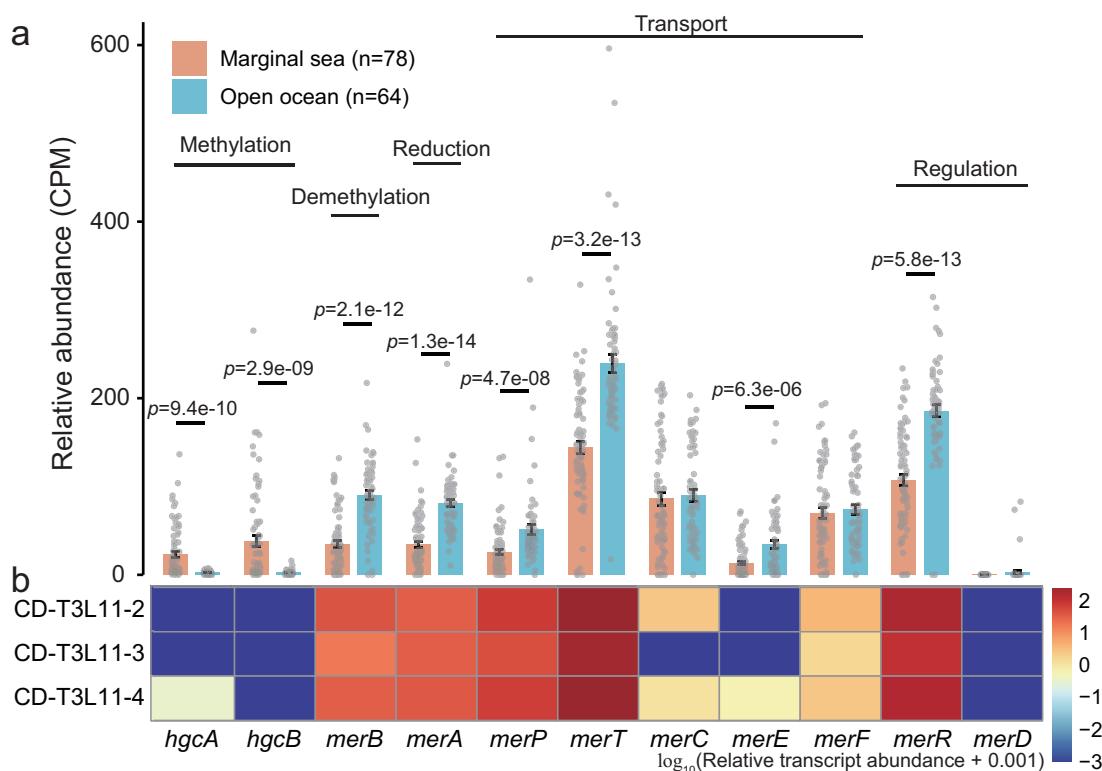 a
Transport
600
Marginal sea (n=78)
Open ocean (n=64)
Methylation
Reduction
Regulation
Demethylation
Relative abundance (CPM)
400
p=3.2e-13
p=5.8e-13
p=2.1e-12
p=1.3e-14
p=2.9e-09
p=4.7e-08
p=6.3e-06
p=9.4e-10
200
0
b
CD-T3L11-2
CD-T3L11-3
CD-T3L11-4
2
1
0
−1
−2
−3
hgcA hgcB merB merA merP merT merC merE merF merR merD
log10(Relative transcript abundance + 0.001)